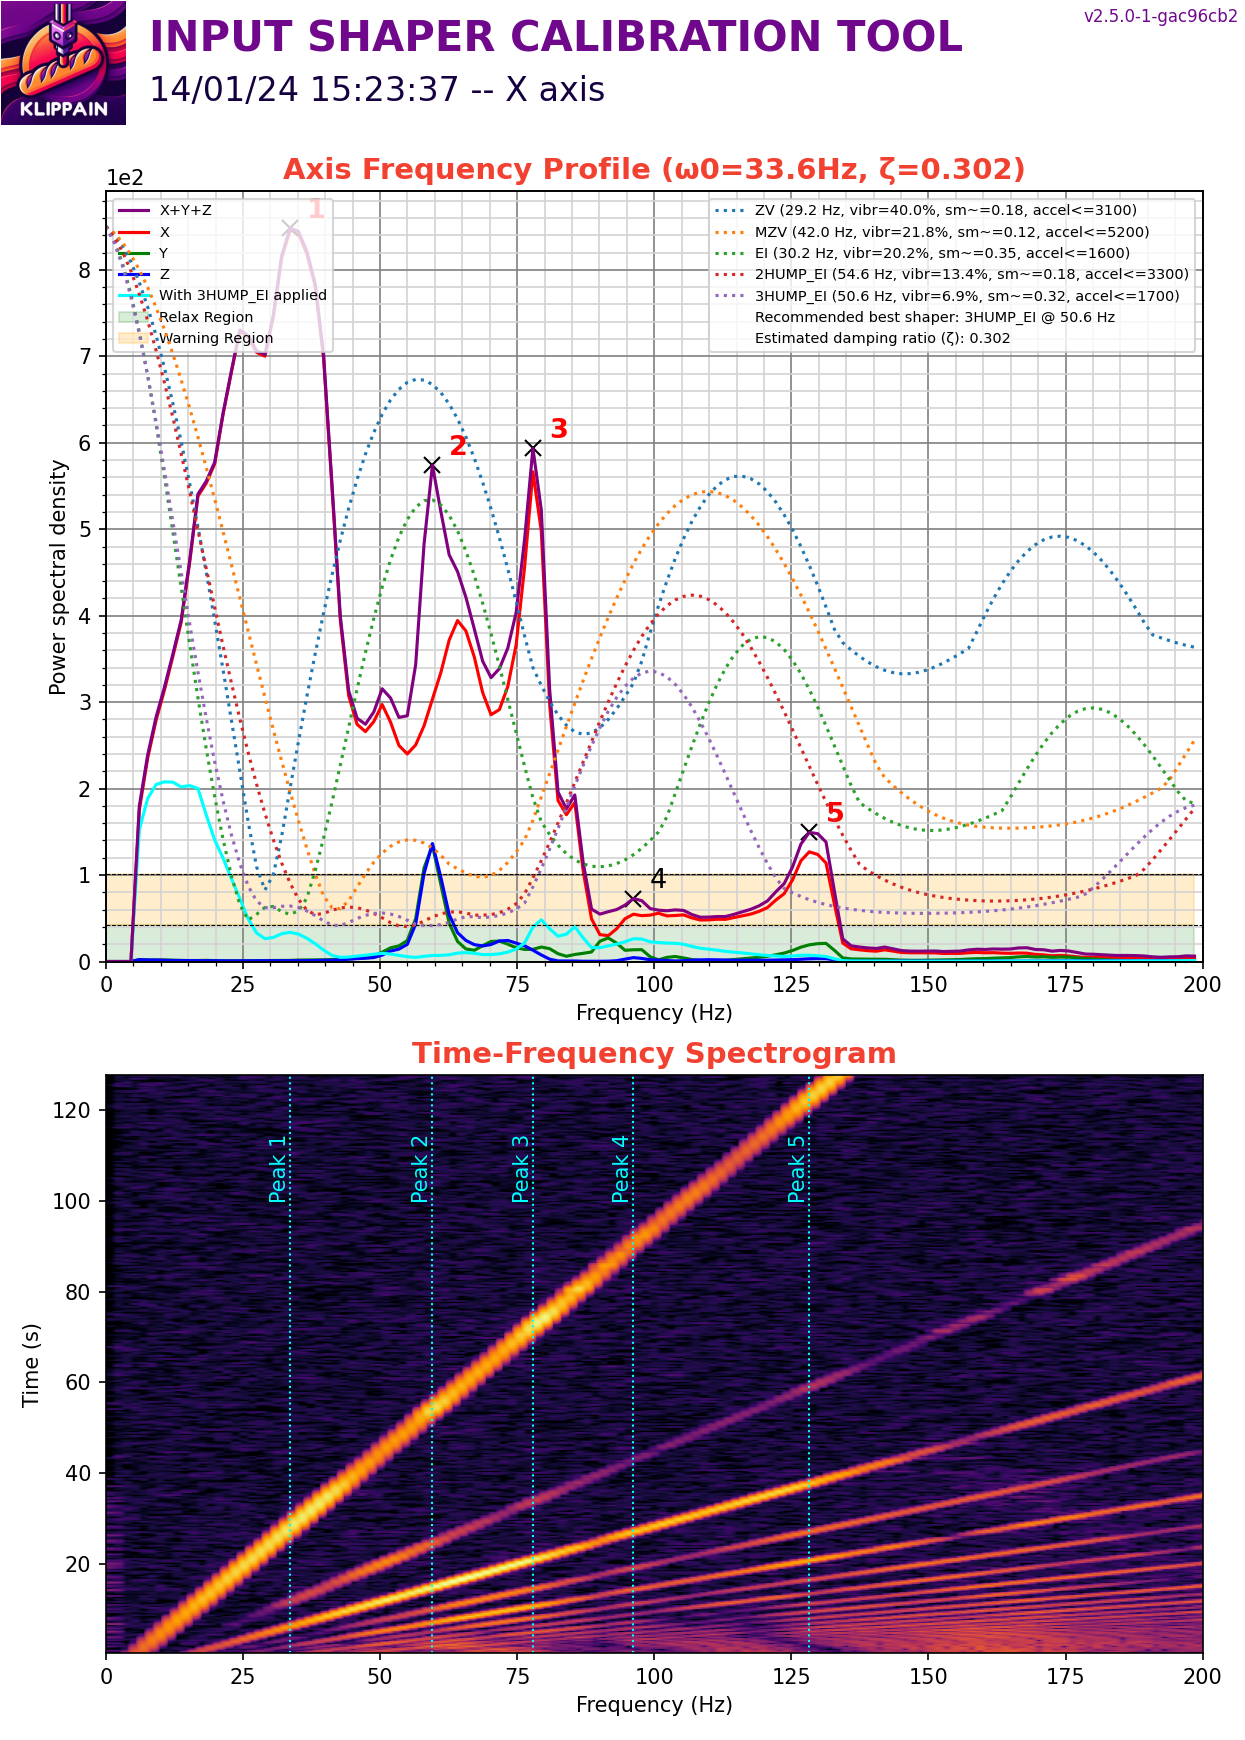 v2.5.0-1-gac96cb2
INPUT SHAPER CALIBRATION TOOL
14/01/24 15:23:37 -- X axis
KLIPPAIN
Axis Frequency Profile (ω0=33.6Hz, ζ=0.302)
1e2
X+Y+Z
X
Y
Z
With 3HUMP_EI applied
Relax Region
Warning Region
ZV (29.2 Hz, vibr=40.0%, sm~=0.18, accel<=3100)
MZV (42.0 Hz, vibr=21.8%, sm~=0.12, accel<=5200)
EI (30.2 Hz, vibr=20.2%, sm~=0.35, accel<=1600)
2HUMP_EI (54.6 Hz, vibr=13.4%, sm~=0.18, accel<=3300)
3HUMP_EI (50.6 Hz, vibr=6.9%, sm~=0.32, accel<=1700)
Recommended best shaper: 3HUMP_EI @ 50.6 Hz
Estimated damping ratio (ζ): 0.302
1
2
3
4
5
Power spectral density
8
7
6
5
4
3
2
1
0
0 25 50 75 100 125 150 175 200
Frequency (Hz)
Time-Frequency Spectrogram
Peak 1
Peak 2
Peak 3
Peak 4
Peak 5
Time (s)
120
100
80
60
40
20
0 25 50 75 100 125 150 175 200
Frequency (Hz)